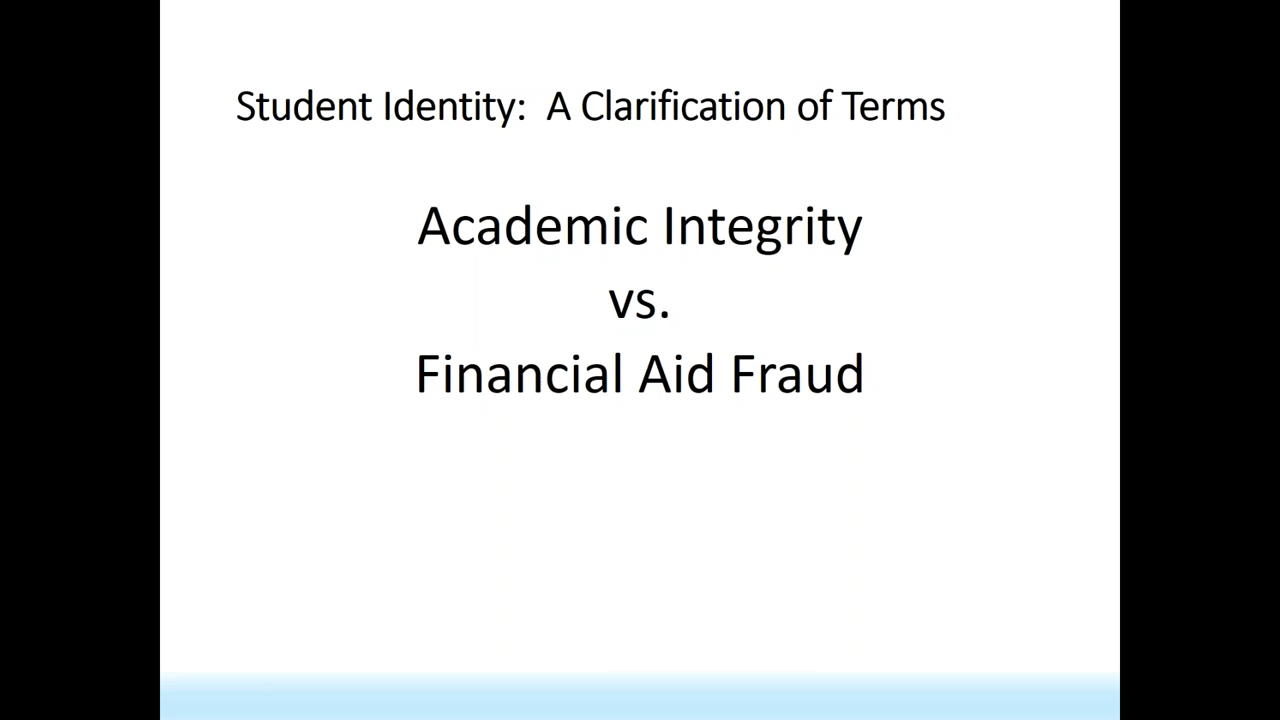 Student Identity:  A Clarification of Terms
Academic Integrity
vs.
Financial Aid Fraud